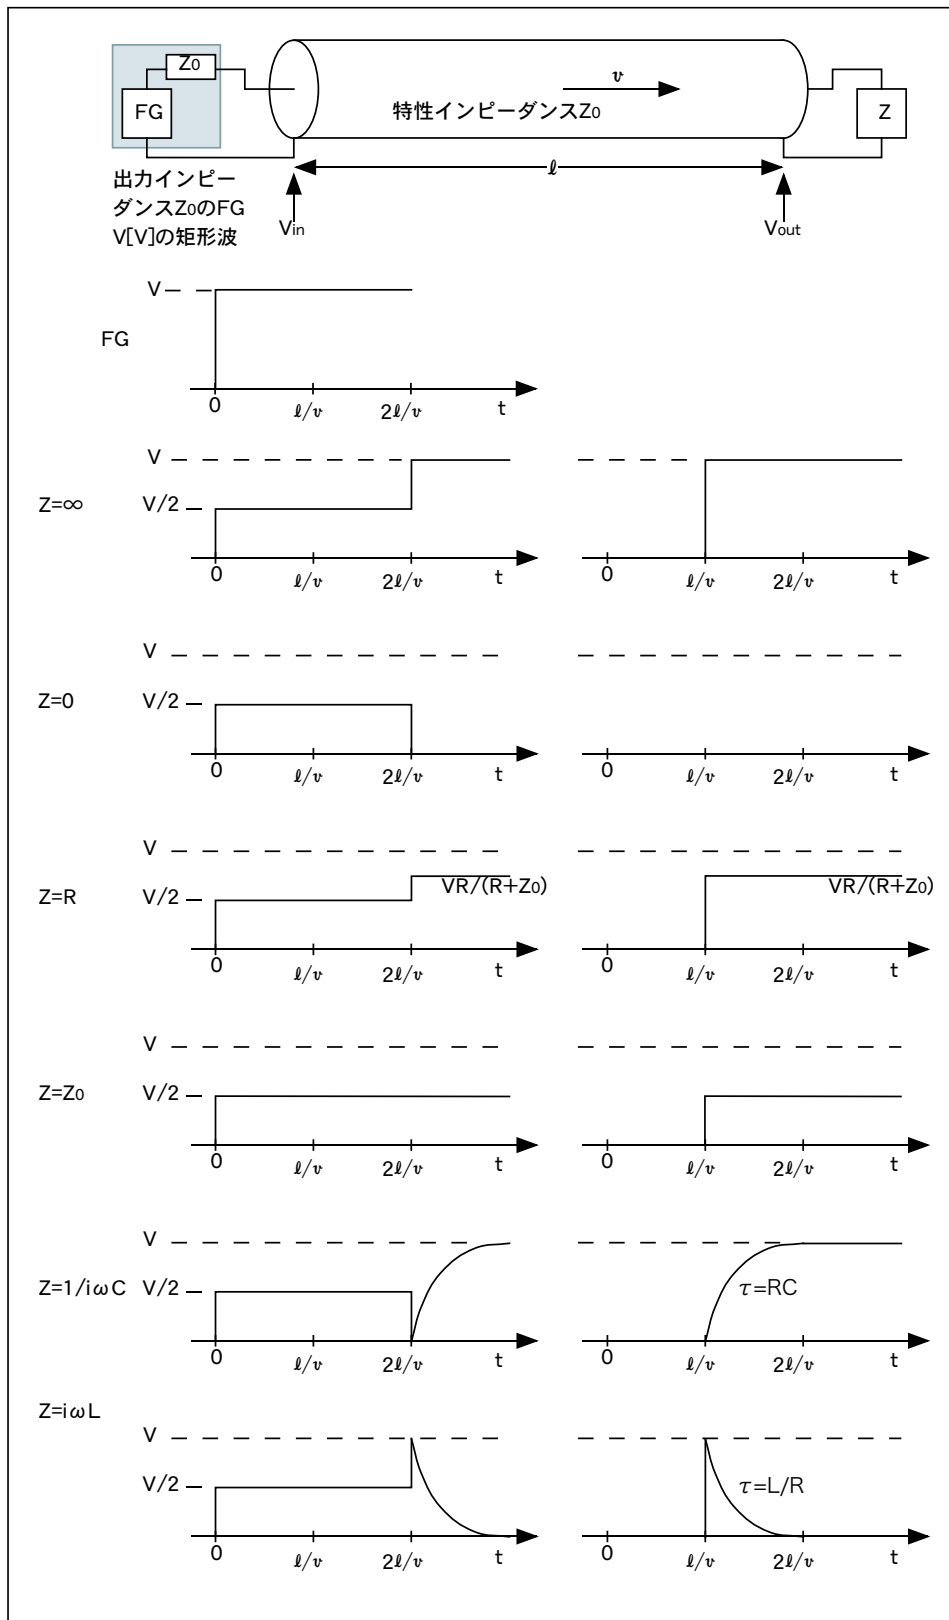 Z0
FG
v
特性インピーダンスZ0
Z
ℓ
出力インピー
ダンスZ0のFG
V[V]の矩形波
Vin
Vout
V
FG
0 ℓ/v 2ℓ/v t
V
Z=∞ V/2
0 ℓ/v 2ℓ/v t
0 ℓ/v 2ℓ/v t
V
Z=0 V/2
0 ℓ/v 2ℓ/v t
0 ℓ/v 2ℓ/v t
V
Z=R V/2
VR/(R+Z0)
VR/(R+Z0)
0 ℓ/v 2ℓ/v t
0 ℓ/v 2ℓ/v t
V
Z=Z0 V/2
0 ℓ/v 2ℓ/v t
0 ℓ/v 2ℓ/v t
V
Z=1/iωC V/2
τ=RC
0 ℓ/v 2ℓ/v t
0 ℓ/v 2ℓ/v t
Z=iωL
V
V/2
τ=L/R
0 ℓ/v 2ℓ/v t
0 ℓ/v 2ℓ/v t